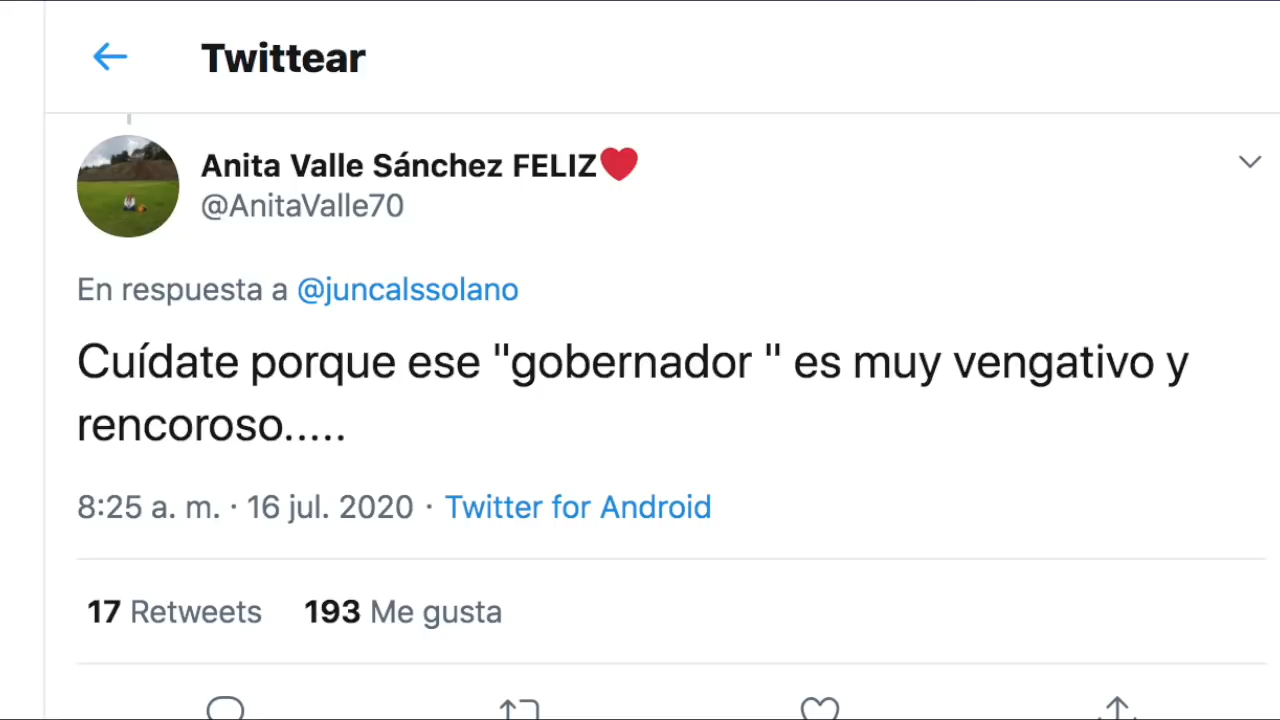 Twittear
Anita Valle Sánchez FELIZ❤️
@AnitaValle70
En respuesta a @juncalssolano
Cuídate porque ese "gobernador " es muy vengativo y
rencoroso.....
8:25 a. m. · 16 jul. 2020 · Twitter for Android
17 Retweets 193 Me gusta